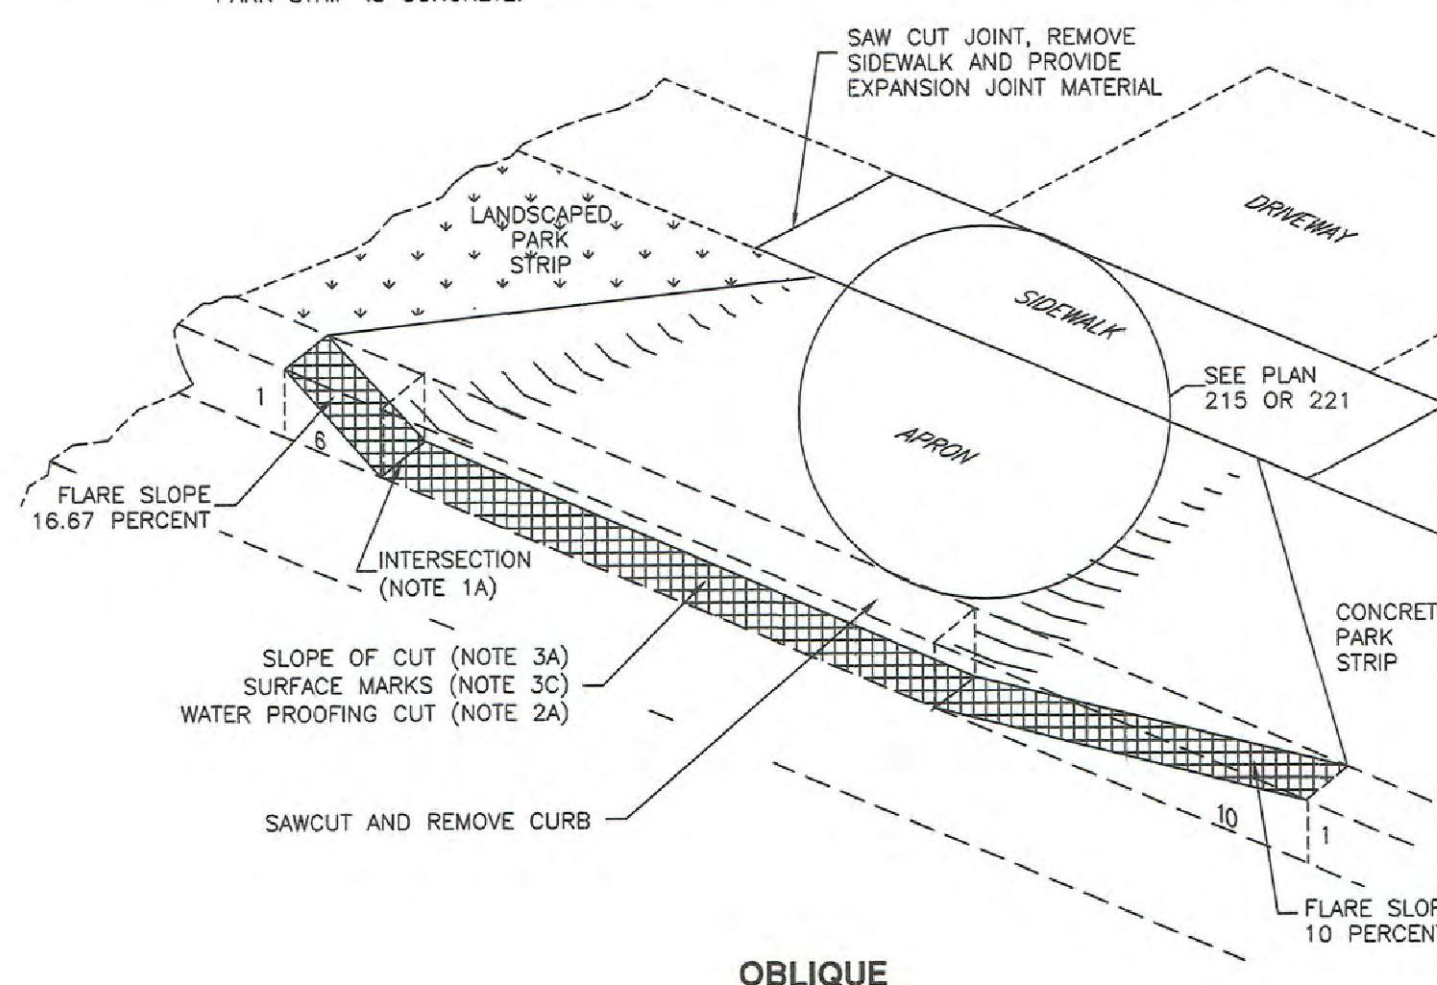 SAW CUT JOINT, REMOVE
SIDEWALK AND PROVIDE
EXPANSION JOINT MATERIAL
DRIVEWAY
LANDSCAPED
PARK
STRIP
SIDEWALK
SEE PLAN
215 OR 221
APRON
1
6
FLARE SLOPE
16.67 PERCENT
INTERSECTION
(NOTE 1A)
CONCRET
PARK
STRIP
SLOPE OF CUT (NOTE 3A)
SURFACE MARKS (NOTE 3C)
WATER PROOFING CUT (NOTE 2A)
SAWCUT AND REMOVE CURB
10
1
FLARE SLOP
10 PERCENT
OBLIQUE